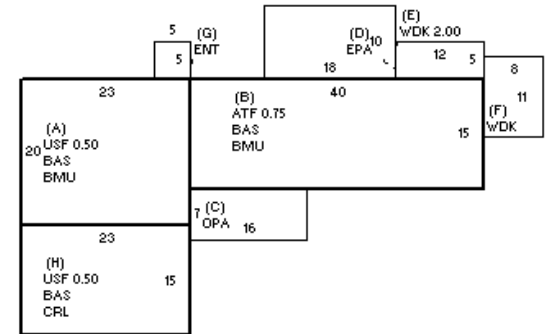 5
(G)
ENT
5
(D)
EPA
10
18
(E)
WDK 2.00
12
5
8
11
(F)
WDK
23
(A)
20
USF 0.50
BAS
BMU
40
(B)
ATF 0.75
BAS
BMU
15
7
(C)
OPA
16
23
(H)
USF 0.50
BAS
CRL
15